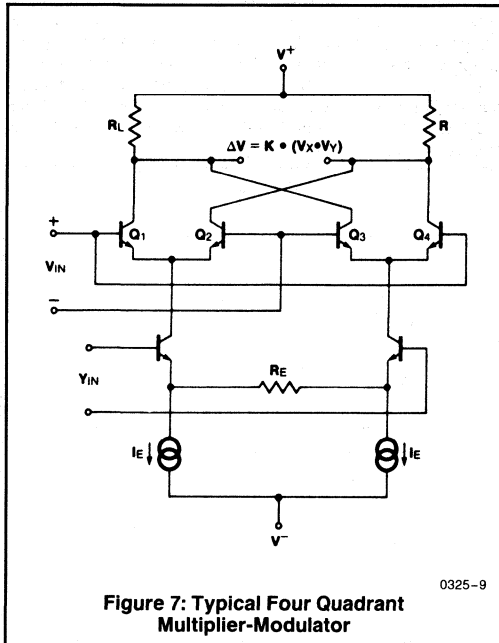 V+
RL
ΔV = K • (VX•VY)
R
+
Q1
Q2
Q3
Q4
VIN
−
YIN
RE
IE
IE
V−
0325–9
Figure 7: Typical Four Quadrant
Multiplier-Modulator